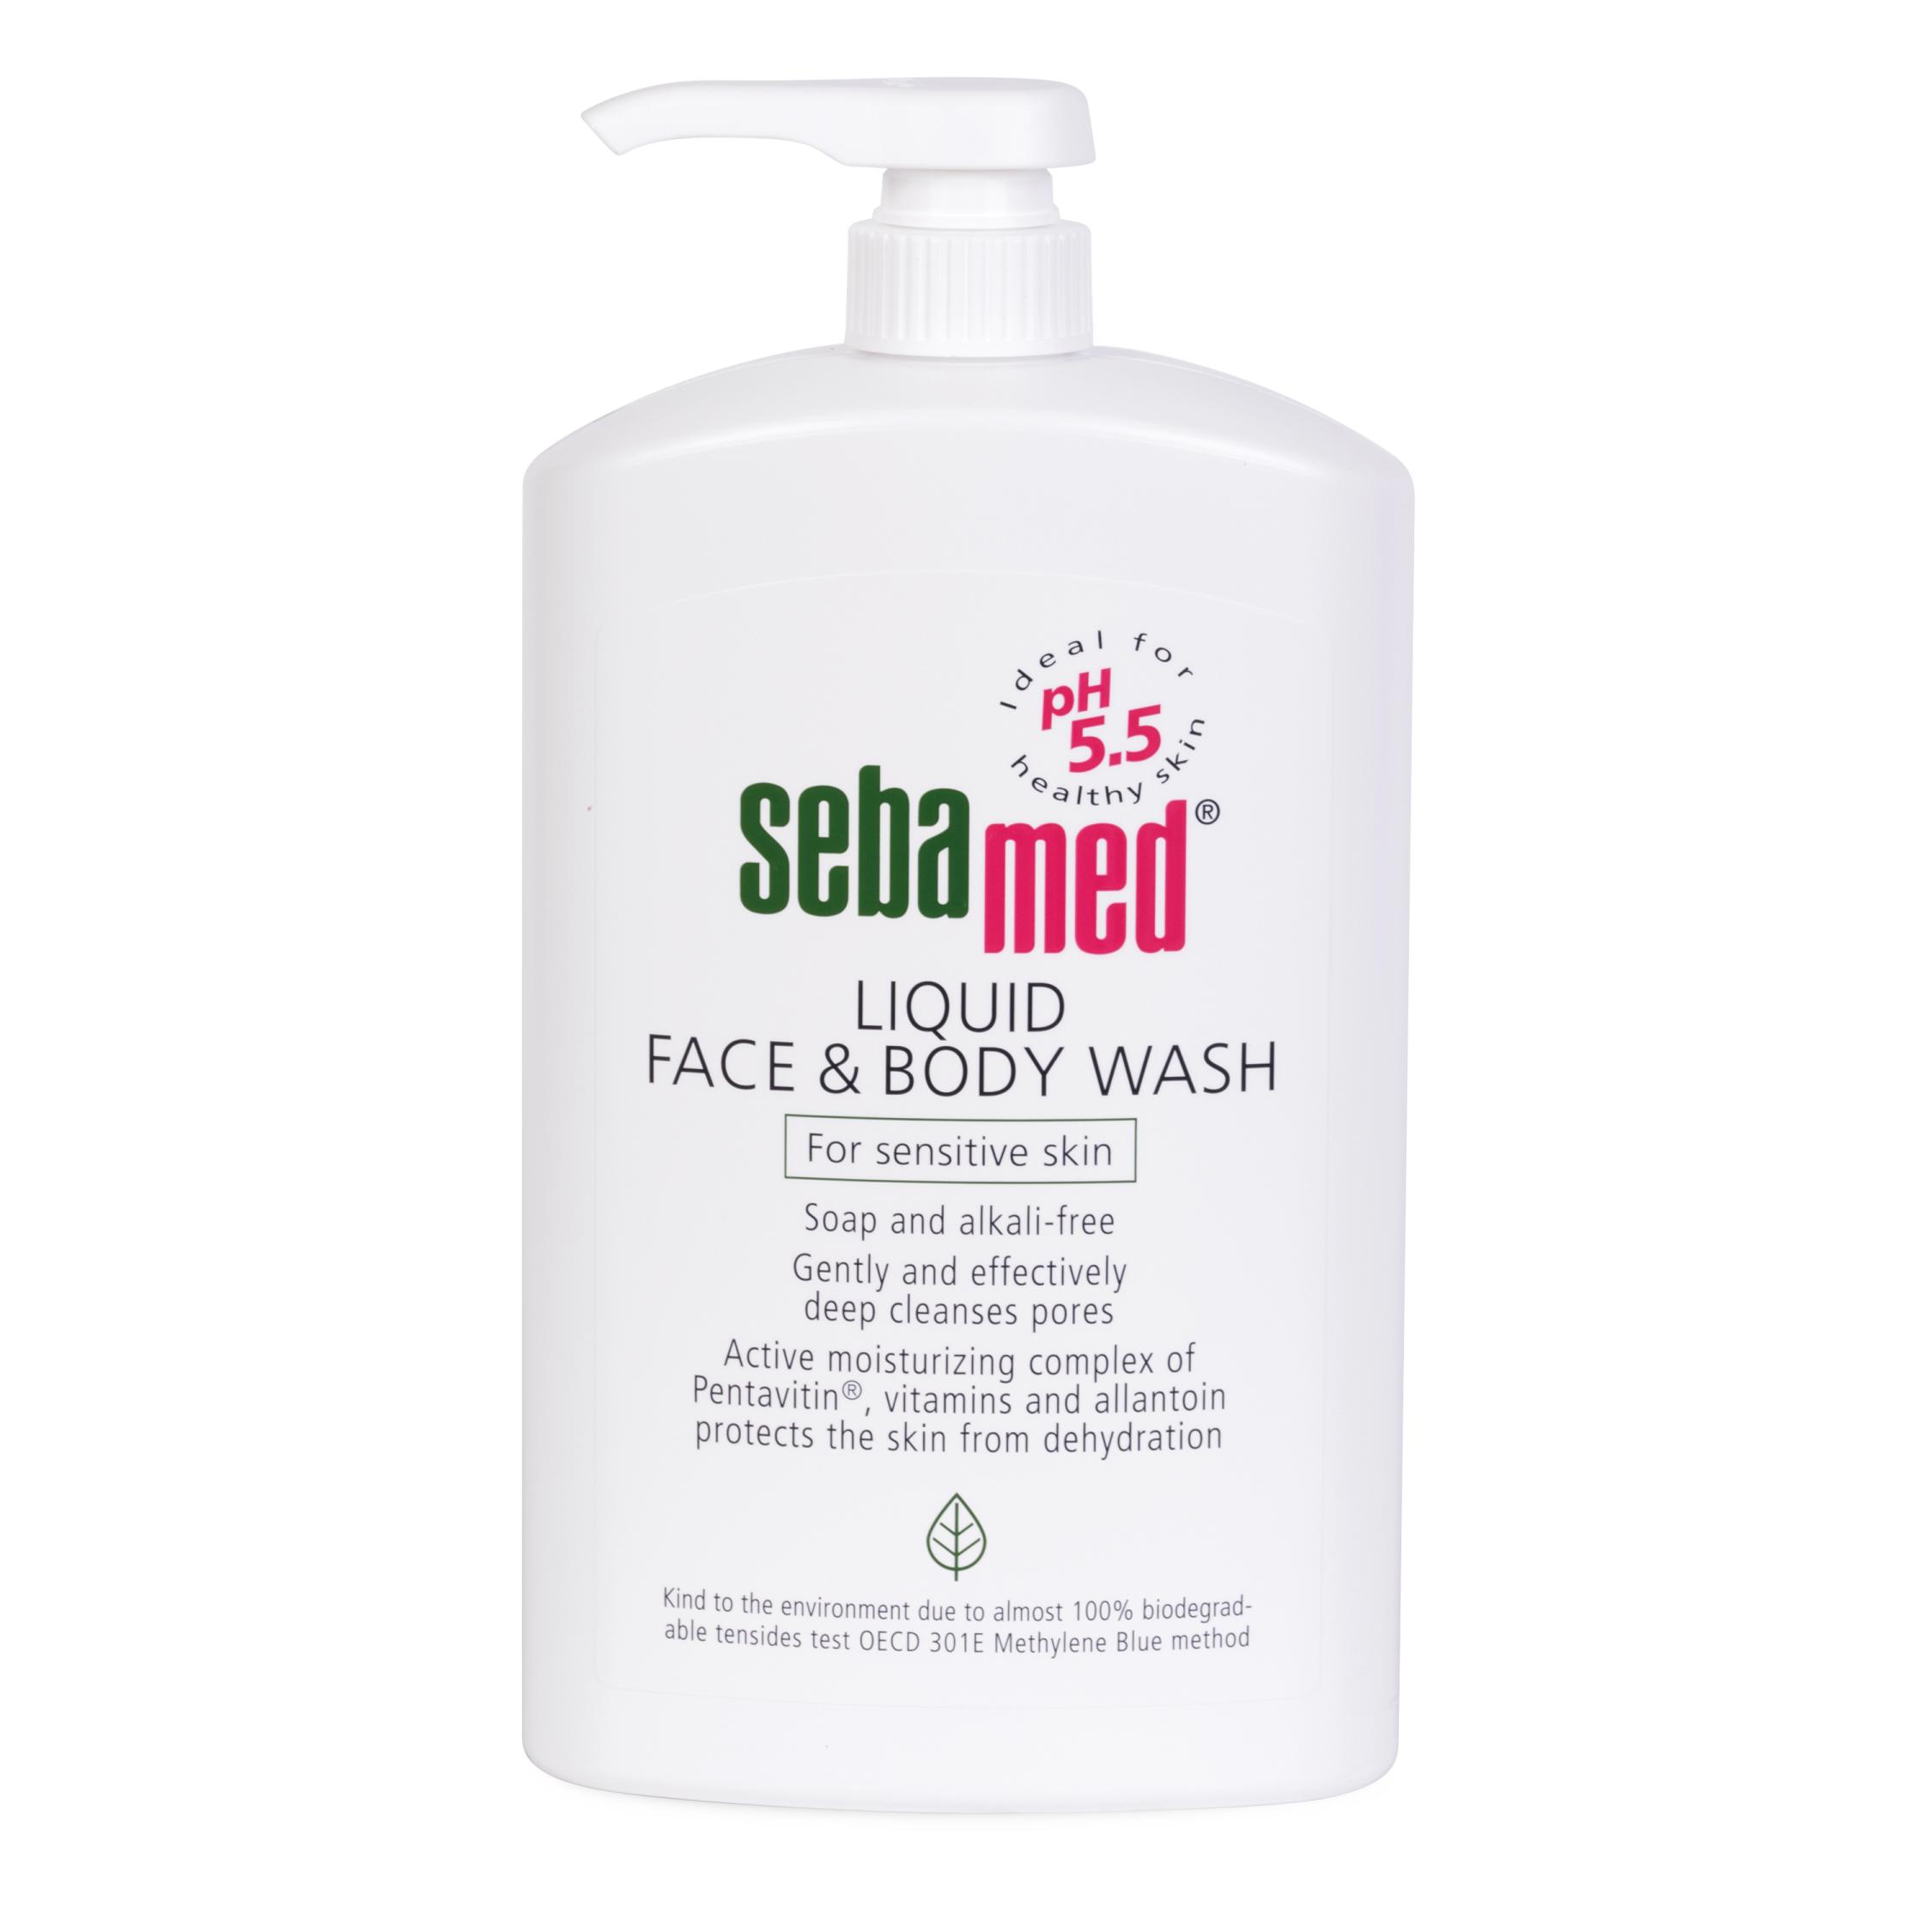 Ideal for
pH
5.5
healthy skin
sebamed®
LIQUID
FACE & BODY WASH
For sensitive skin
Soap and alkali-free
Gently and effectively
deep cleanses pores
Active moisturizing complex of
Pentavitin®, vitamins and allantoin
protects the skin from dehydration
Kind to the environment due to almost 100% biodegrad-
able tensides test OECD 301E Methylene Blue method